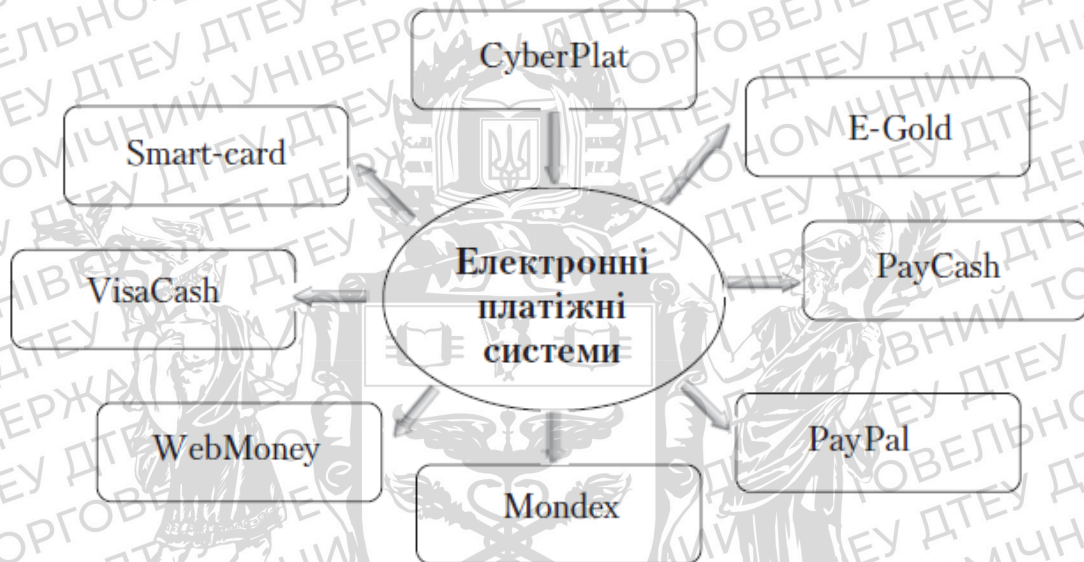 CyberPlat
E-Gold
Smart-card
PayCash
VisaCash
Електронні
платіжні
системи
WebMoney
PayPal
Mondex